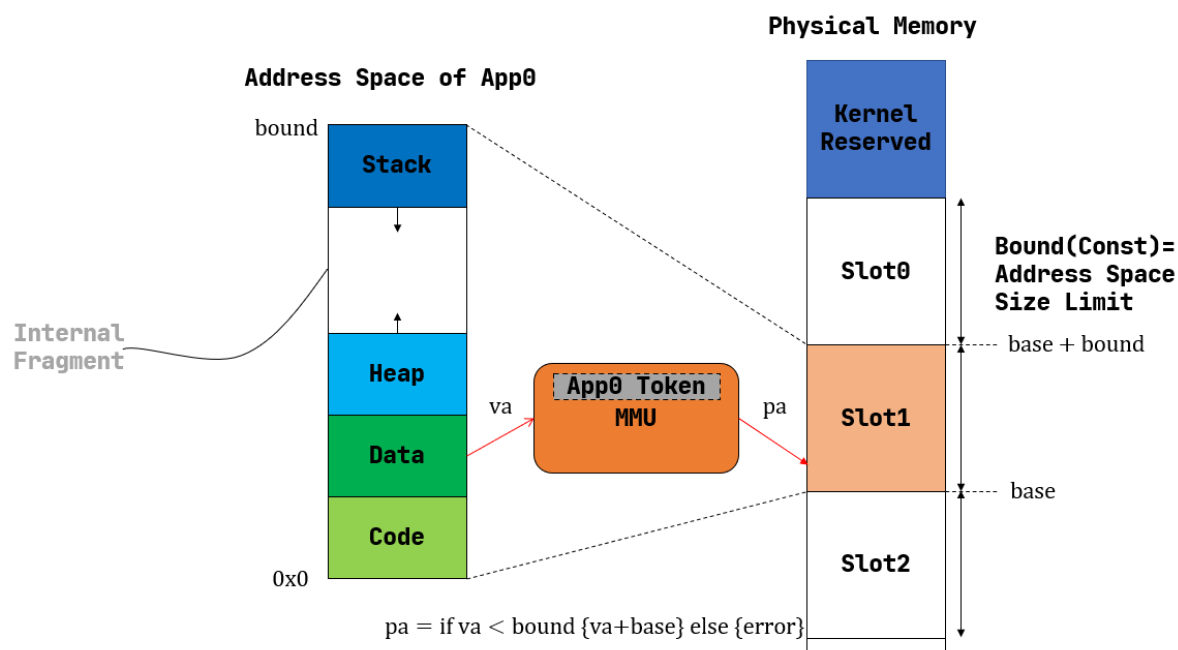 Physical Memory
Address Space of App0
bound
Stack
Kernel
Reserved
Slot0
Bound(Const)=
Address Space
Size Limit
Internal
Fragment
base + bound
Heap
App0 Token
MMU
va
pa
Slot1
Data
base
Code
0x0
Slot2
pa = if va < bound {va+base} else {error}